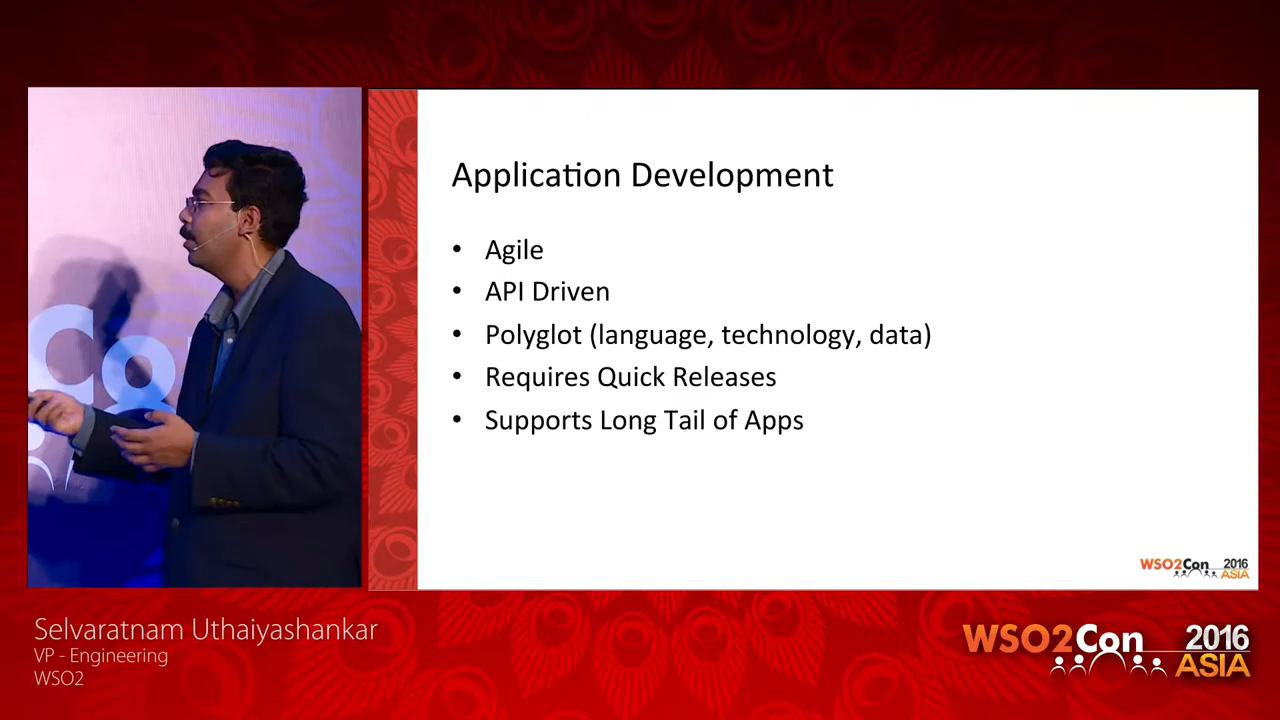 Co
Application Development
• Agile
• API Driven
• Polyglot (language, technology, data)
• Requires Quick Releases
• Supports Long Tail of Apps
WSO2Con 2016
ASIA
Selvaratnam Uthaiyashankar
VP - Engineering
WSO2
WSO2Con 2016
ASIA